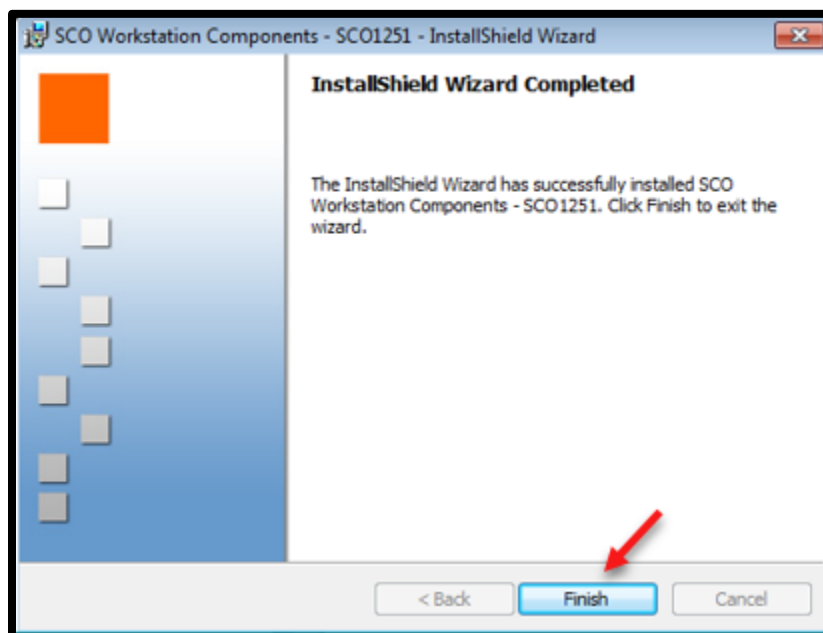 SCO Workstation Components - SCO1251 - InstallShield Wizard
InstallShield Wizard Completed
The InstallShield Wizard has successfully installed SCO
Workstation Components - SCO1251. Click Finish to exit the
wizard.
< Back Finish Cancel